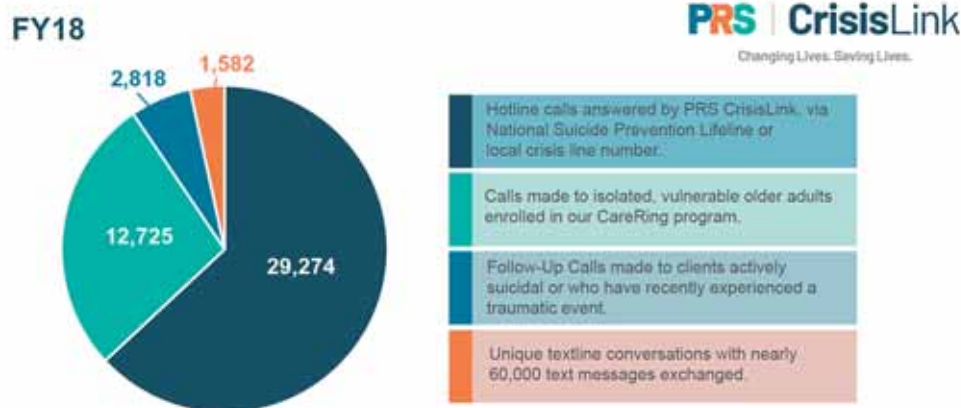 FY18
PRS | CrisisLink
Changing Lives. Saving Lives.
1,582
2,818
12,725
29,274
Hotline calls answered by PRS CrisisLink, via
National Suicide Prevention Lifeline or
local crisis line number.
Calls made to isolated, vulnerable older adults
enrolled in our CareRing program.
Follow-Up Calls made to clients actively
suicidal or who have recently experienced a
traumatic event.
Unique textline conversations with nearly
60,000 text messages exchanged.